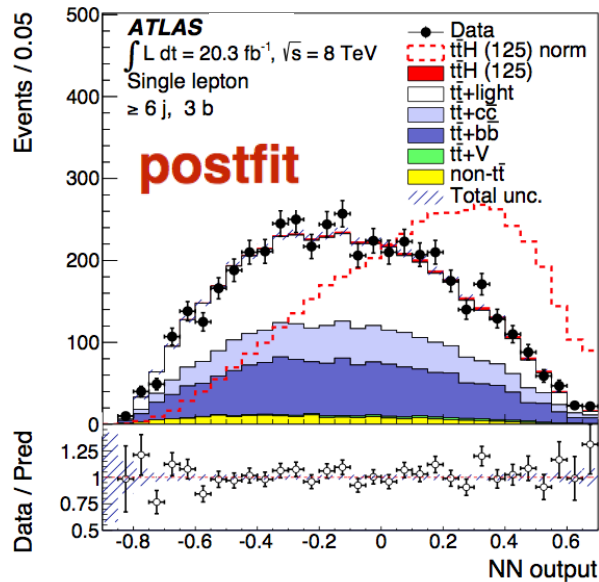 ATLAS
∫ L dt = 20.3 fb⁻¹, √s = 8 TeV
Single lepton
≥ 6 j, 3 b
postfit
Data
tt̄H (125) norm
tt̄H (125)
tt̄+light
tt̄+cc̄
tt̄+bb̄
tt̄+V
non-tt̄
Total unc.
Events / 0.05
500
400
300
200
100
0
Data / Pred
1.25
1
0.75
0.5
-0.8 -0.6 -0.4 -0.2 0 0.2 0.4 0.6
NN output